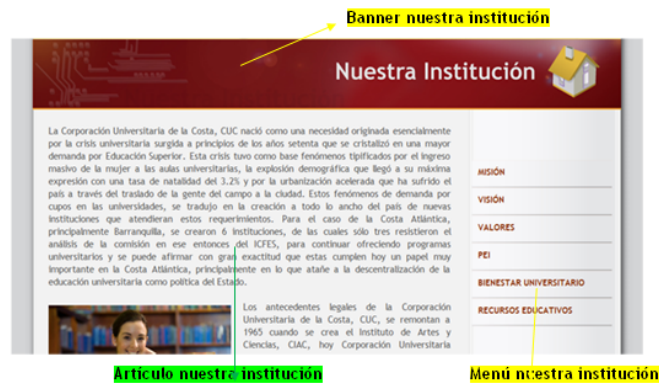 Banner nuestra institución
Nuestra Institución
La Corporación Universitaria de la Costa, CUC nació como una necesidad originada esencialmente
por la crisis universitaria surgida a principios de los años setenta que se cristalizó en una mayor
demanda por Educación Superior. Esta crisis tuvo como base fenómenos tipificados por el ingreso
masivo de la mujer a las aulas universitarias, la explosión demográfica que llegó a su máxima
expresión con una tasa de natalidad del 3.2% y por la urbanización acelerada que ha sufrido el
país a través del traslado de la gente del campo a la ciudad. Estos fenómenos de demanda por
cupos en las universidades, se tradujo en la creación a todo lo ancho del país de nuevas
instituciones que atendieran estos requerimientos. Para el caso de la Costa Atlántica,
principalmente Barranquilla, se crearon 6 instituciones, de las cuales sólo tres resistieron el
análisis de la comisión en ese entonces del ICFES, para continuar ofreciendo programas
universitarios y se puede afirmar con gran exactitud que estas cumplen hoy un papel muy
importante en la Costa Atlántica, principalmente en lo que atañe a la descentralización de la
educación universitaria como política del Estado.
Los antecedentes legales de la Corporación
Universitaria de la Costa, CUC, se remontan a
1965 cuando se crea el Instituto de Artes y
Ciencias, CIAC, hoy Corporación Universitaria
MISIÓN
VISIÓN
VALORES
PEI
BIENESTAR UNIVERSITARIO
RECURSOS EDUCATIVOS
Artículo nuestra institución
Menú nuestra institución